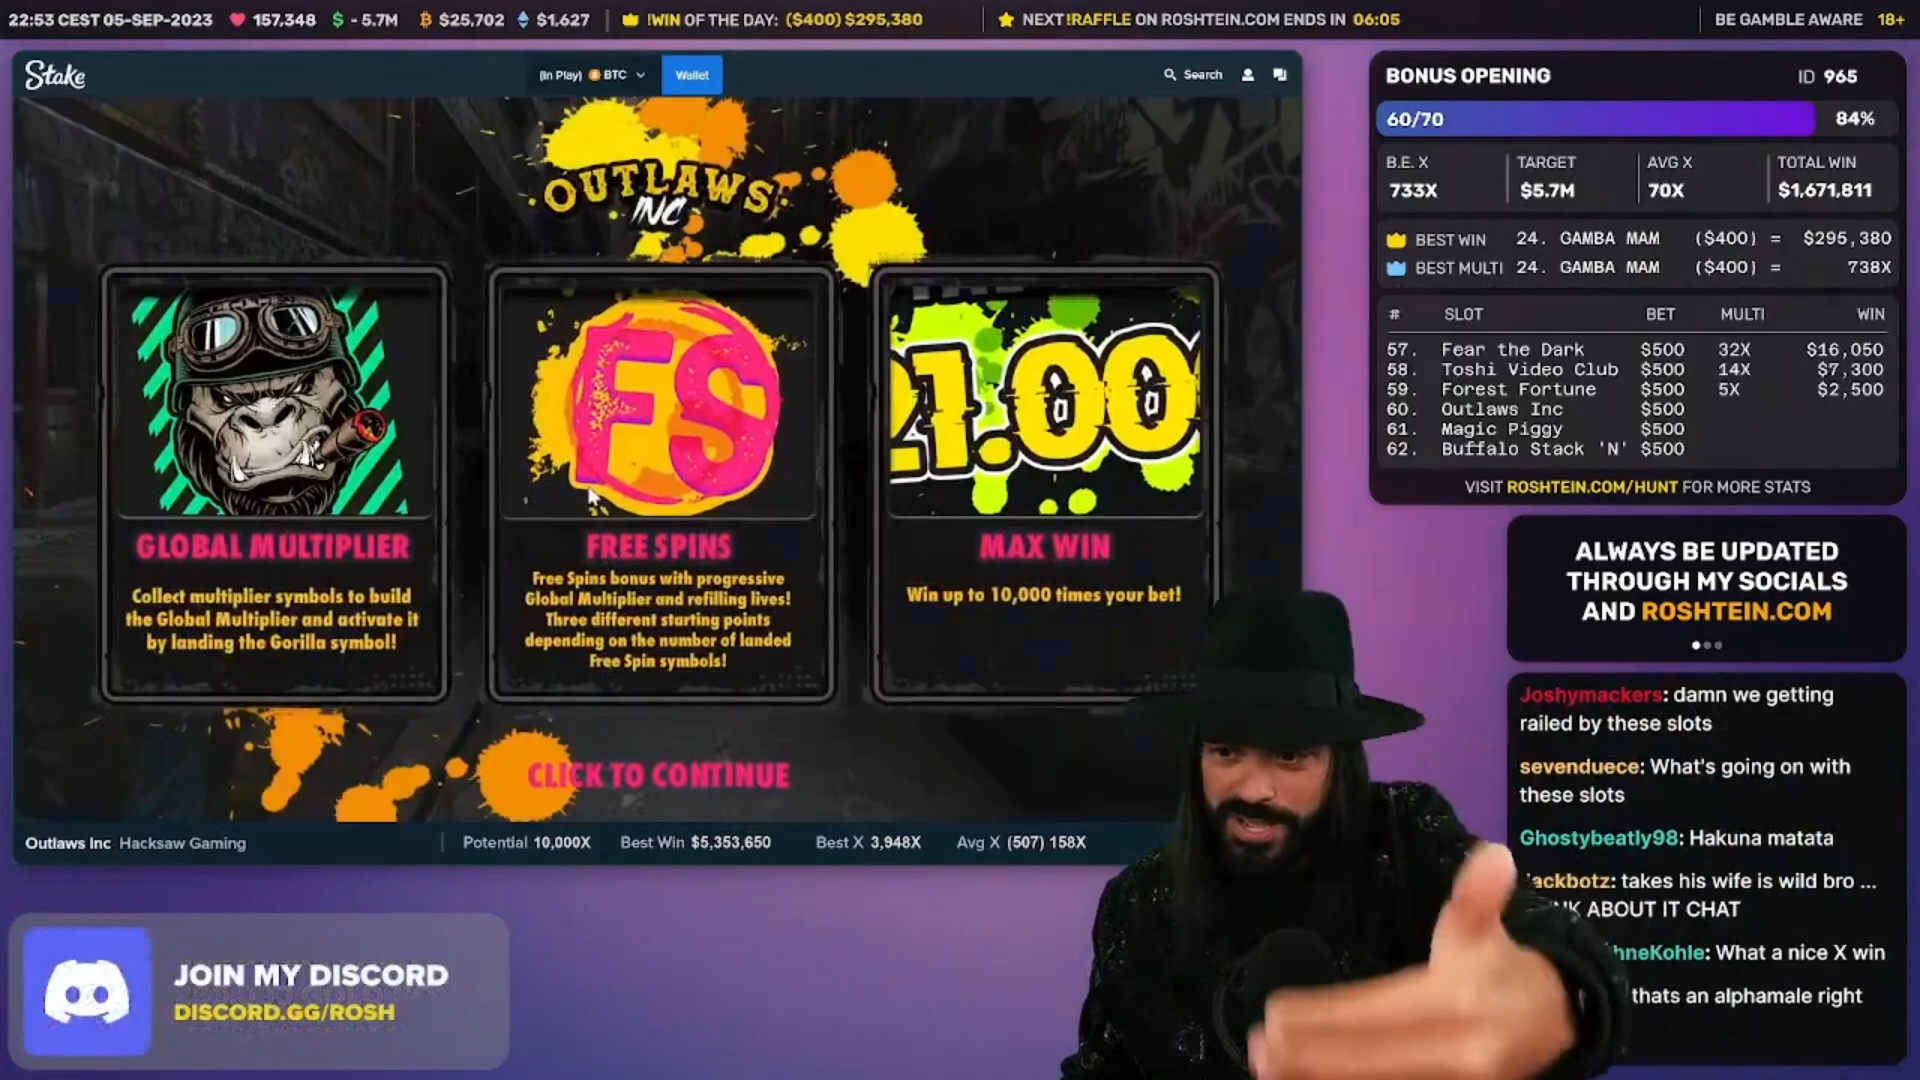 22:53 CEST 05-SEP-2023 157,348 $ - 5.7M $25,702 $1,627 !WIN OF THE DAY: ($400) $295,380 NEXT !RAFFLE ON ROSHTEIN.COM ENDS IN 06:05 BE GAMBLE AWARE 18+
Stake (In Play) BTC Wallet Search
OUTLAWS
INC
FS
21.00
GLOBAL MULTIPLIER
Collect multiplier symbols to build
the Global Multiplier and activate it
by landing the Gorilla symbol!
FREE SPINS
Free Spins bonus with progressive
Global Multiplier and refilling lives!
Three different starting points
depending on the number of landed
Free Spin symbols!
MAX WIN
Win up to 10,000 times your bet!
CLICK TO CONTINUE
Outlaws Inc Hacksaw Gaming Potential 10,000X Best Win $5,353,650 Best X 3,948X Avg X (507) 158X
JOIN MY DISCORD
DISCORD.GG/ROSH
BONUS OPENING ID 965
60/70 84%
B.E. X TARGET AVG X TOTAL WIN
733X $5.7M 70X $1,671,811
BEST WIN 24. GAMBA MAM ($400) = $295,380
BEST MULTI 24. GAMBA MAM ($400) = 738X
# SLOT BET MULTI WIN
57. Fear the Dark $500 32X $16,050
58. Toshi Video Club $500 14X $7,300
59. Forest Fortune $500 5X $2,500
60. Outlaws Inc $500
61. Magic Piggy $500
62. Buffalo Stack 'N' $500
VISIT ROSHTEIN.COM/HUNT FOR MORE STATS
ALWAYS BE UPDATED
THROUGH MY SOCIALS
AND ROSHTEIN.COM
Joshymackers: damn we getting
railed by these slots
sevenduece: What's going on with
these slots
Ghostybeatly98: Hakuna matata
ackbotz: takes his wife is wild bro ...
NK ABOUT IT CHAT
hneKohle: What a nice X win
thats an alphamale right